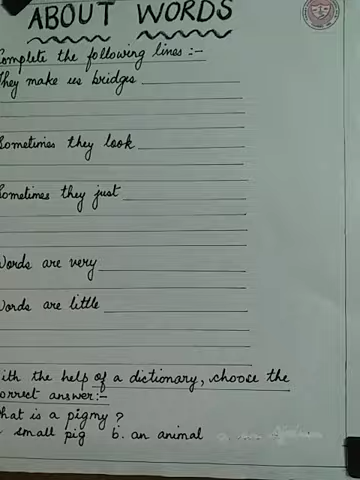 ABOUT WORDS
Complete the following lines :-
They make us bridges
Sometimes they look
Sometimes they just
Words are very
Words are little
With the help of a dictionary, choose the
correct answer:-
What is a pigmy ?
small pig b. an animal